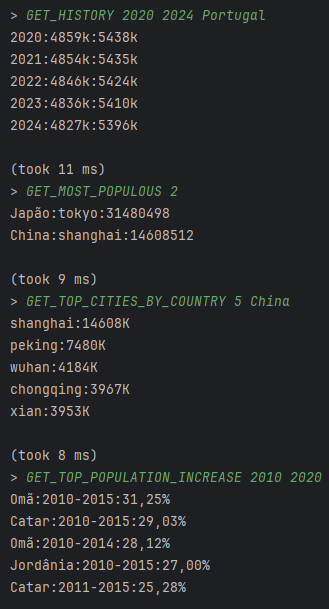 > GET_HISTORY 2020 2024 Portugal
2020:4859k:5438k
2021:4854k:5435k
2022:4846k:5424k
2023:4836k:5410k
2024:4827k:5396k
(took 11 ms)
> GET_MOST_POPULOUS 2
Japão:tokyo:31480498
China:shanghai:14608512
(took 9 ms)
> GET_TOP_CITIES_BY_COUNTRY 5 China
shanghai:14608K
peking:7480K
wuhan:4184K
chongqing:3967K
xian:3953K
(took 8 ms)
> GET_TOP_POPULATION_INCREASE 2010 2020
Omã:2010-2015:31,25%
Catar:2010-2015:29,03%
Omã:2010-2014:28,12%
Jordânia:2010-2015:27,00%
Catar:2011-2015:25,28%